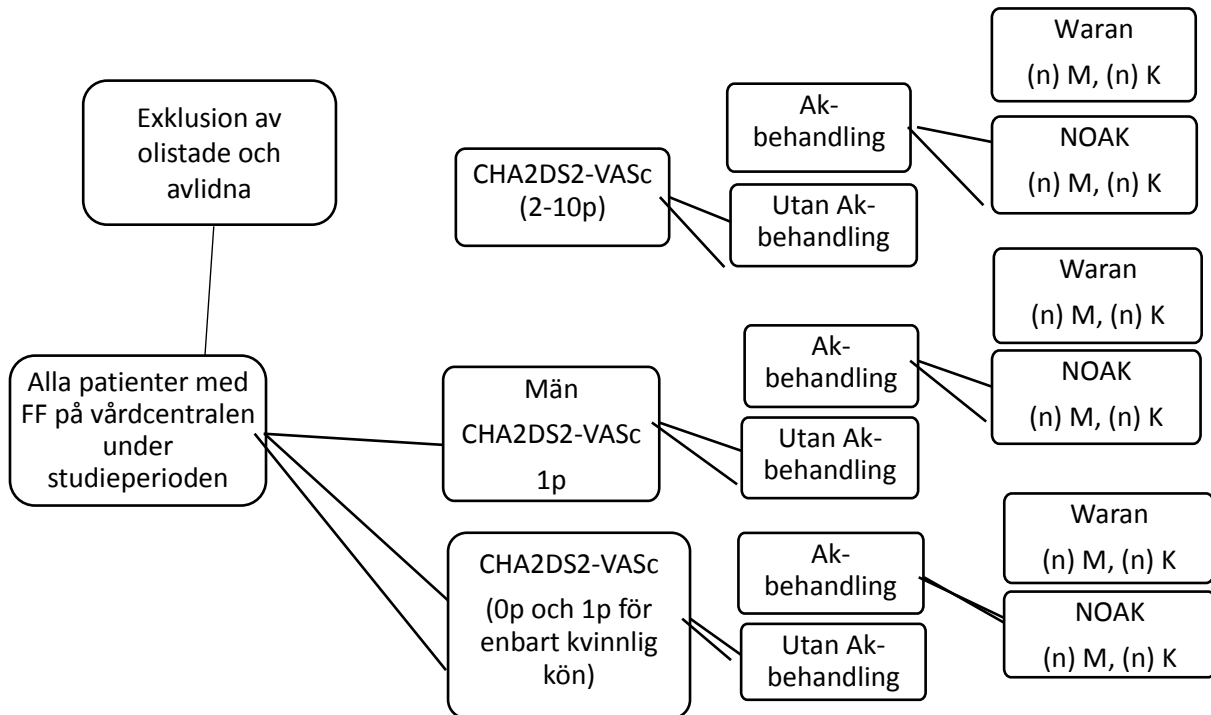 Exklusion av
olistade och
avlidna
Alla patienter med
FF på vårdcentralen
under
studieperioden
CHA2DS2-VASc
(2-10p)
Ak-
behandling
Utan Ak-
behandling
Waran
(n) M, (n) K
NOAK
(n) M, (n) K
Män
CHA2DS2-VASc
1p
Ak-
behandling
Utan Ak-
behandling
Waran
(n) M, (n) K
NOAK
(n) M, (n) K
CHA2DS2-VASc
(0p och 1p för
enbart kvinnlig
kön)
Ak-
behandling
Utan Ak-
behandling
Waran
(n) M, (n) K
NOAK
(n) M, (n) K